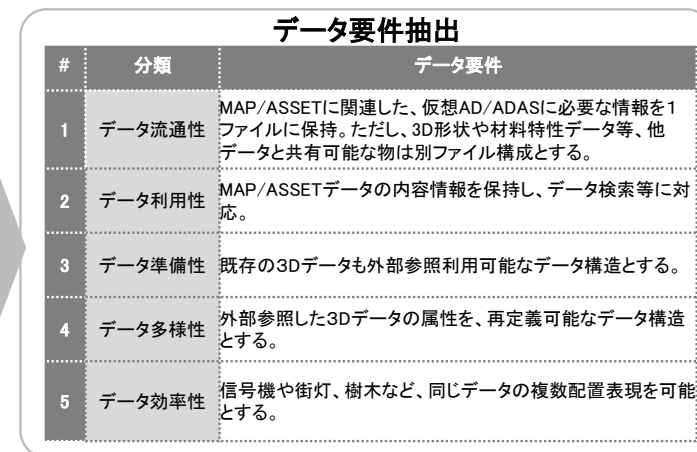 データ要件抽出
# 分類 データ要件
1 データ流通性 MAP/ASSETに関連した、仮想AD/ADASに必要な情報を1
ファイルに保持。ただし、3D形状や材料特性データ等、他
データと共有可能な物は別ファイル構成とする。
2 データ利用性 MAP/ASSETデータの内容情報を保持し、データ検索等に対
応。
3 データ準備性 既存の3Dデータも外部参照利用可能なデータ構造とする。
4 データ多様性 外部参照した3Dデータの属性を、再定義可能なデータ構造
とする。
5 データ効率性 信号機や街灯、樹木など、同じデータの複数配置表現を可能
とする。